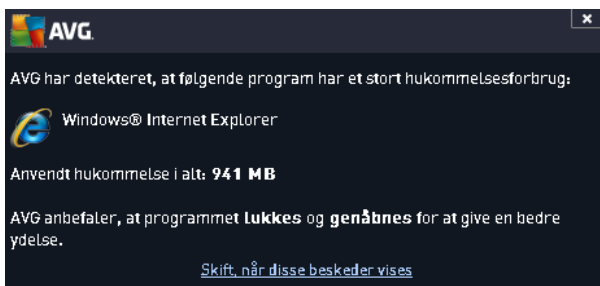 AVG.
AVG har detekteret, at følgende program har et stort hukommelsesforbrug:
Windows® Internet Explorer
Anvendt hukommelse i alt: 941 MB
AVG anbefaler, at programmet lukkes og genåbnes for at give en bedre
ydelse.
Skift, når disse beskeder vises